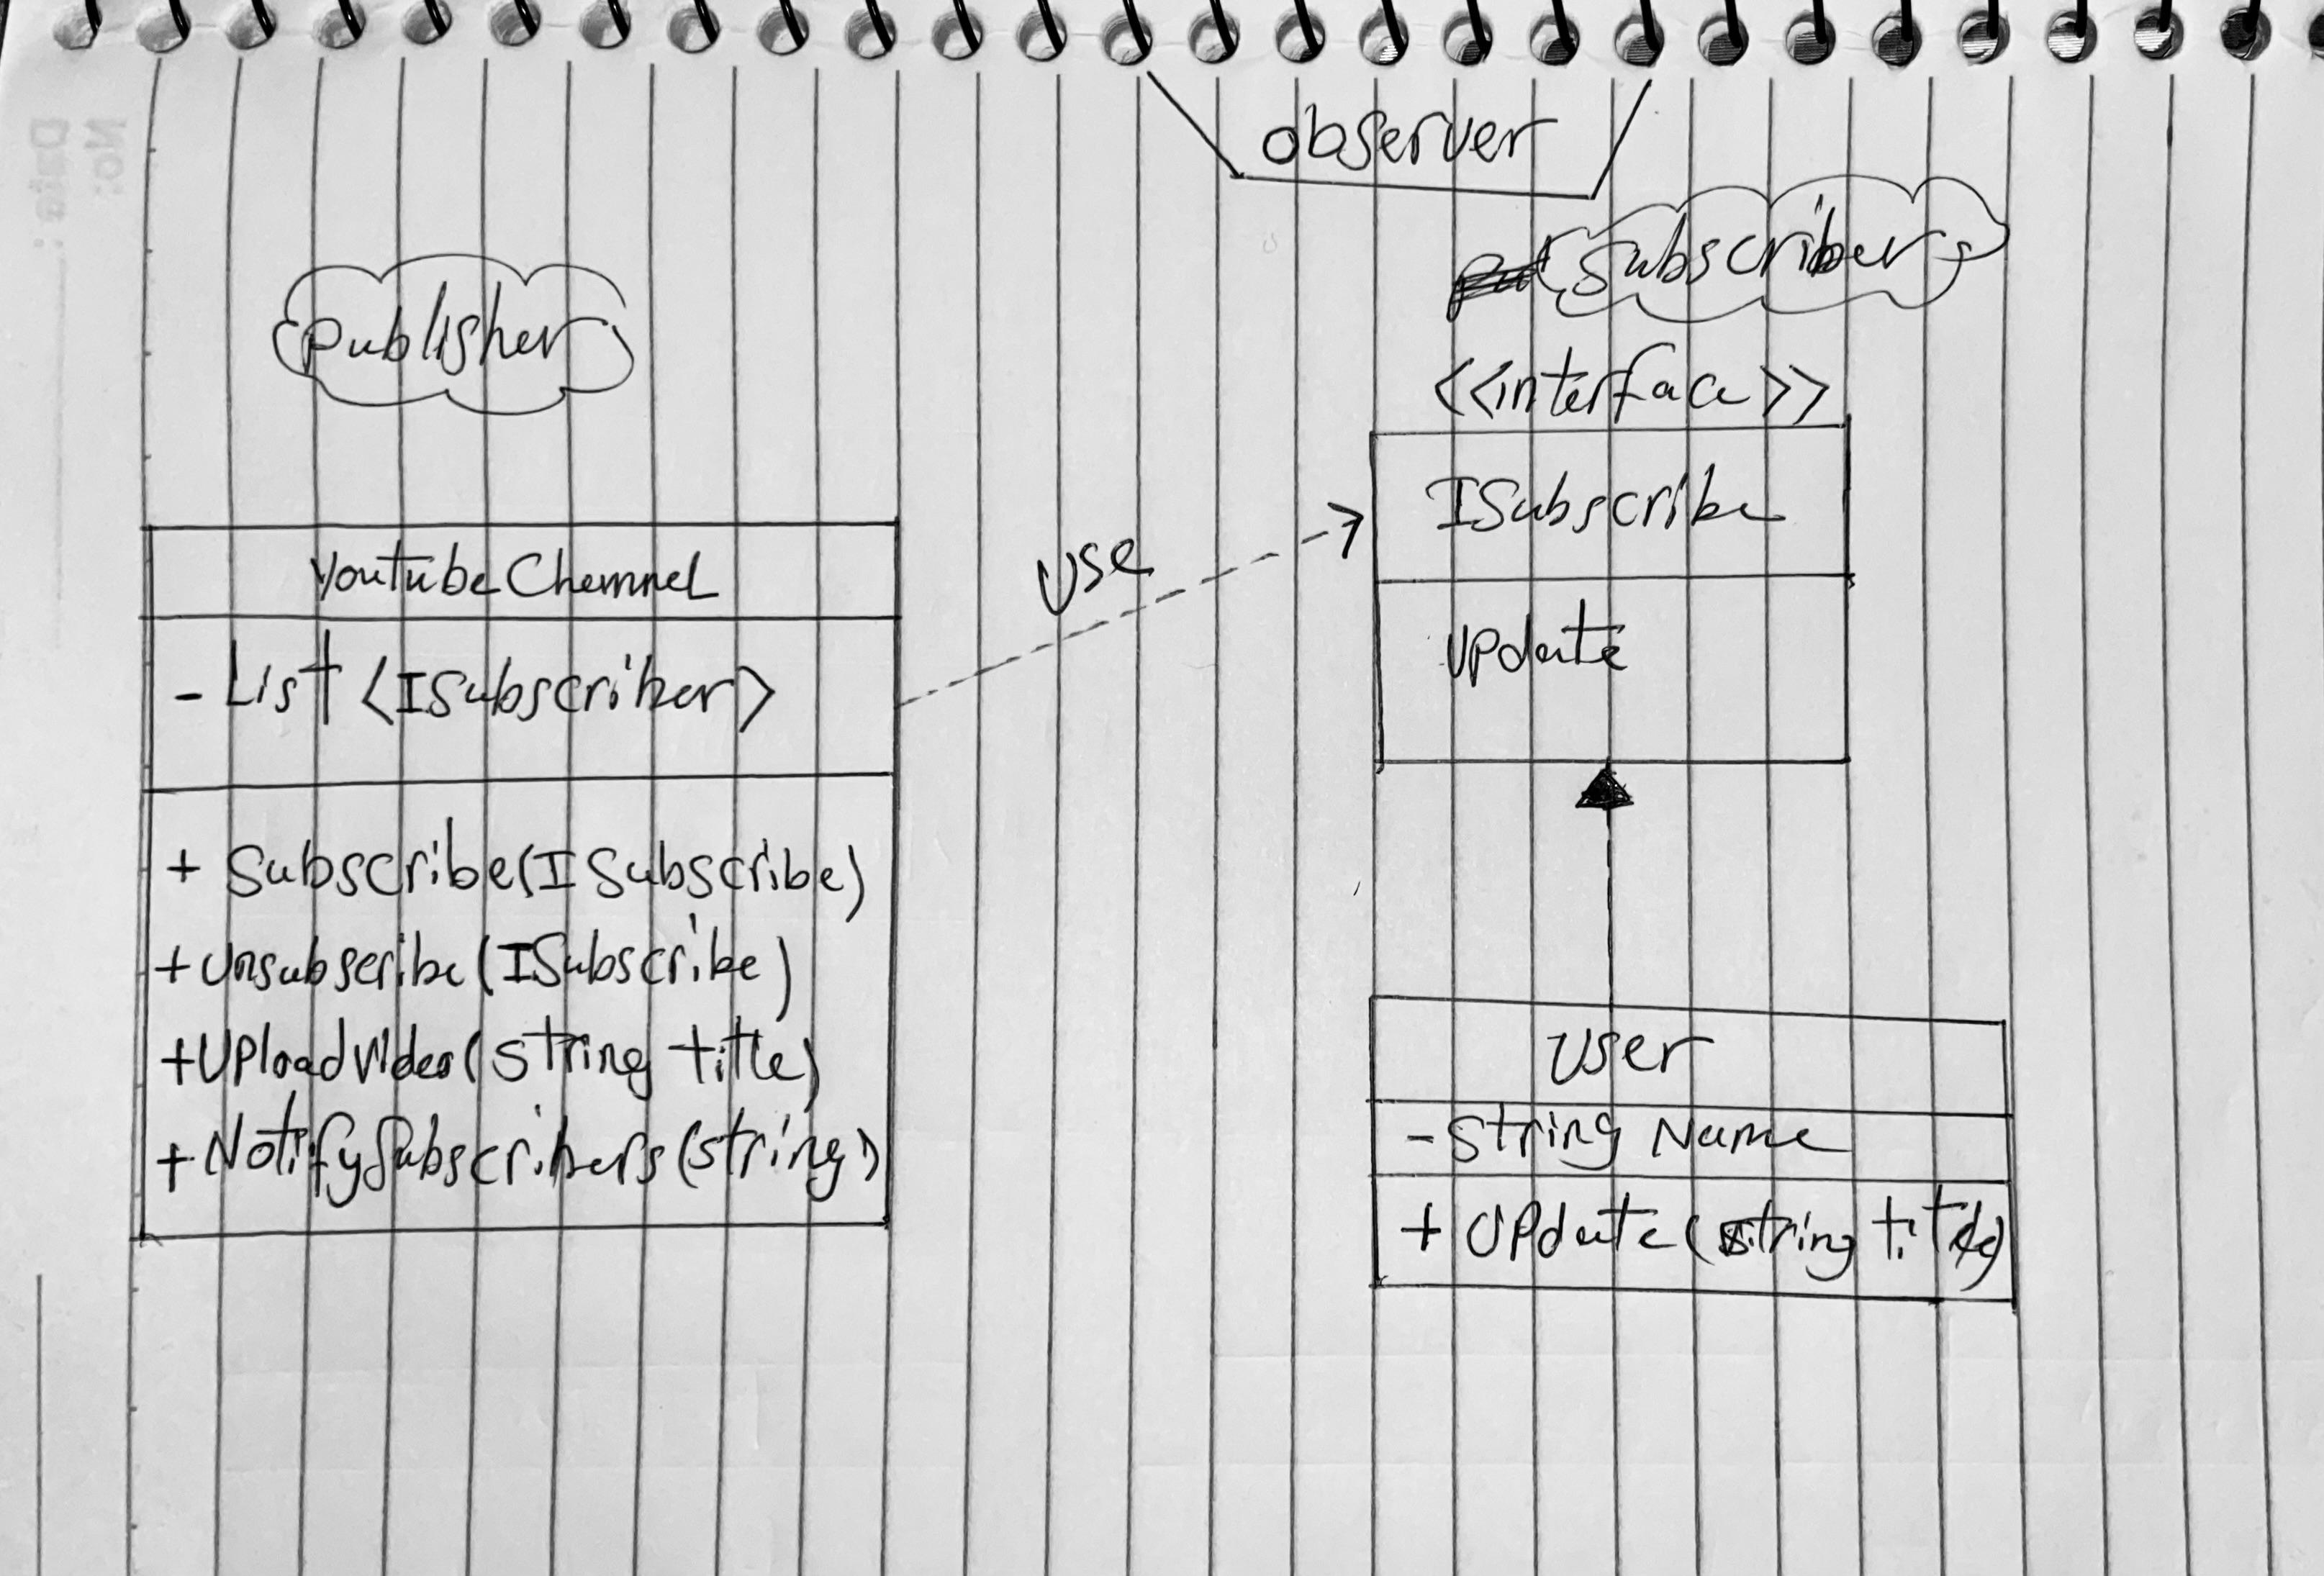 No:
Date:
observer
publisher
Subscriber
<<interface>>
ISubscribe
UPdate
Use
YoutubeChannel
- List <ISubscriber>
+ Subscribe(ISubscribe)
+ Unsubscribe(ISubscribe)
+UPloadVideo(string title)
+NotifySubscribers(string)
User
- String Name
+ UPdate(string title)